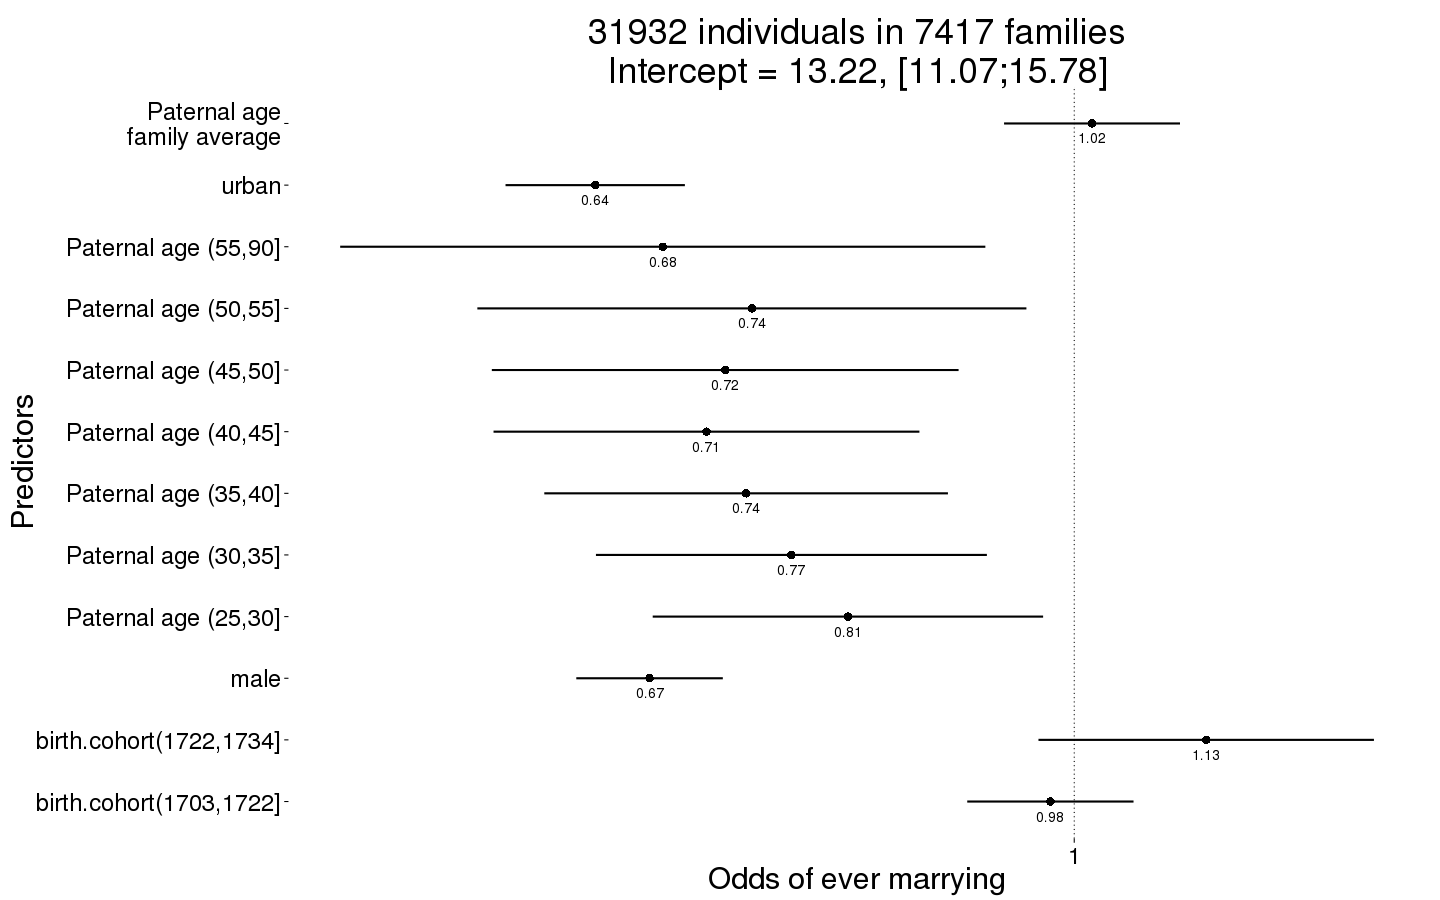 31932 individuals in 7417 families
Intercept = 13.22, [11.07;15.78]
Predictors
Paternal age
family average
1.02
urban
0.64
Paternal age (55,90]
0.68
Paternal age (50,55]
0.74
Paternal age (45,50]
0.72
Paternal age (40,45]
0.71
Paternal age (35,40]
0.74
Paternal age (30,35]
0.77
Paternal age (25,30]
0.81
male
0.67
birth.cohort(1722,1734]
1.13
birth.cohort(1703,1722]
0.98
1
Odds of ever marrying